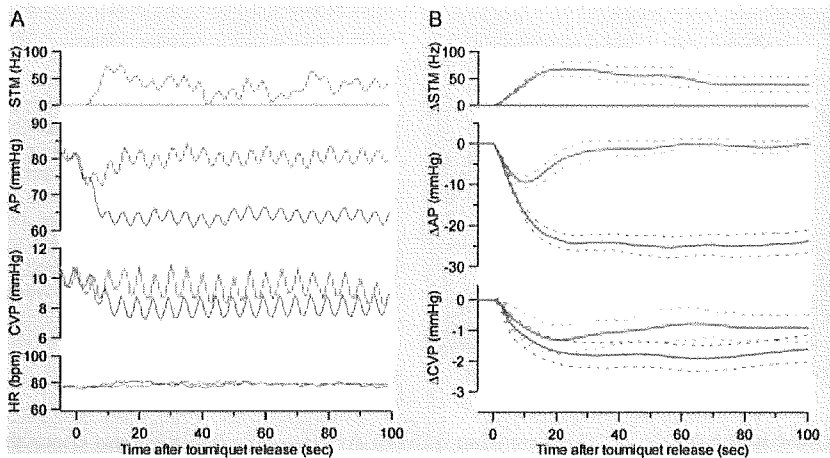 A
STM (Hz)
100
50
0
AP (mmHg)
90
80
70
60
CVP (mmHg)
12
10
8
6
HR (bpm)
100
80
60
0 20 40 60 80 100
Time after tourniquet release (sec)
B
ΔSTM (Hz)
100
50
0
ΔAP (mmHg)
0
-10
-20
-30
ΔCVP (mmHg)
0
-1
-2
-3
0 20 40 60 80 100
Time after tourniquet release (sec)